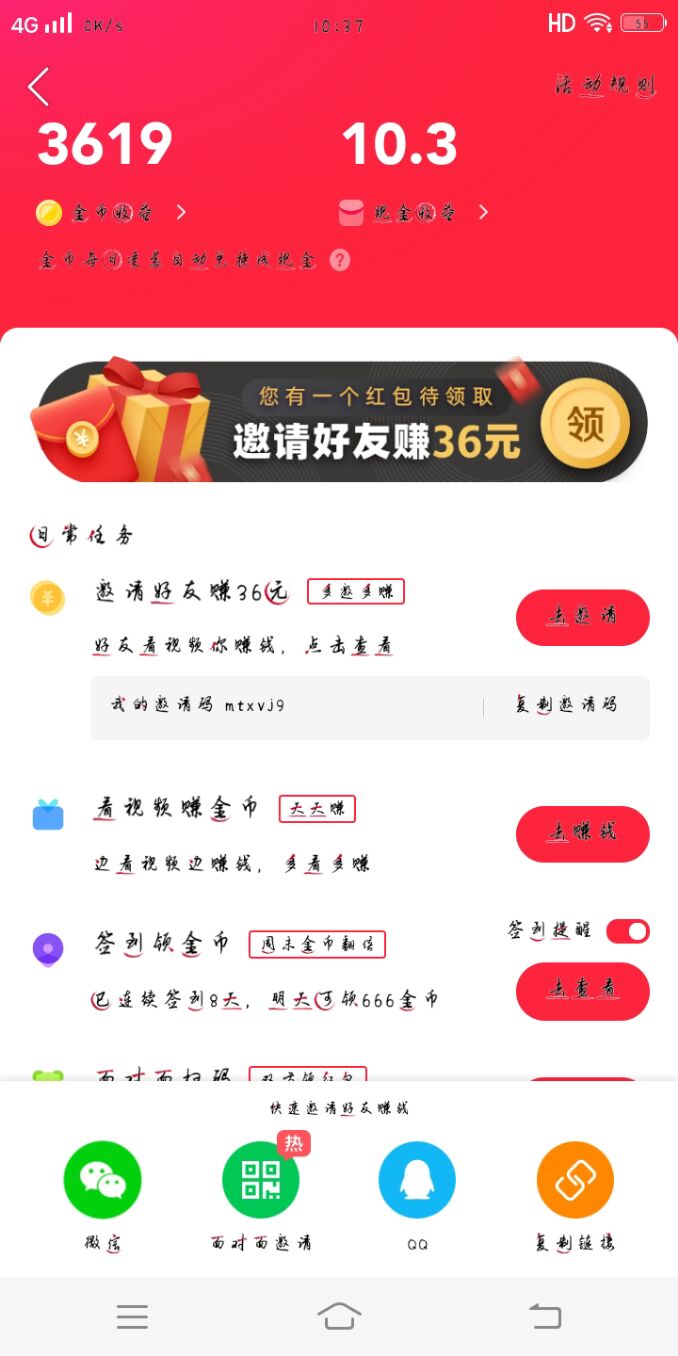 4G 0K/s 10:37 HD 55
活动规则
3619 10.3
金币收益 现金收益
金币每日凌晨自动兑换成现金 ?
您有一个红包待领取
邀请好友赚36元 领
日常任务
邀请好友赚36元 多邀多赚 去邀请
好友看视频你赚钱，点击查看
我的邀请码 mtxvj9 复制邀请码
看视频赚金币 天天赚 去赚钱
边看视频边赚钱，多看多赚
签到提醒
签到领金币 周末金币翻倍 去查看
已连续签到8天，明天可领666金币
面对面扫码 双方领红包
快速邀请好友赚钱
热
微信 面对面邀请 QQ 复制链接